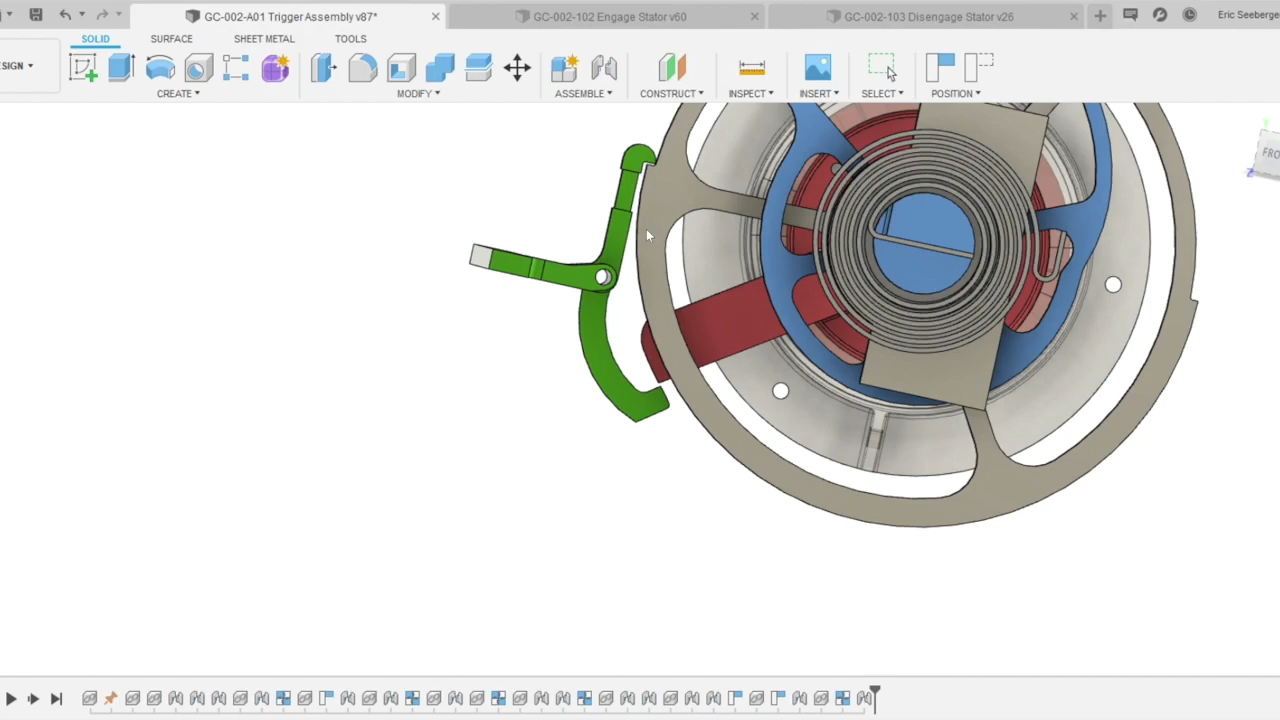 GC-002-A01 Trigger Assembly v87*
GC-002-102 Engage Stator v60
GC-002-103 Disengage Stator v26
Eric Seeberge
SOLID
SURFACE
SHEET METAL
TOOLS
SIGN
CREATE
MODIFY
ASSEMBLE
CONSTRUCT
INSPECT
INSERT
SELECT
POSITION
FRO